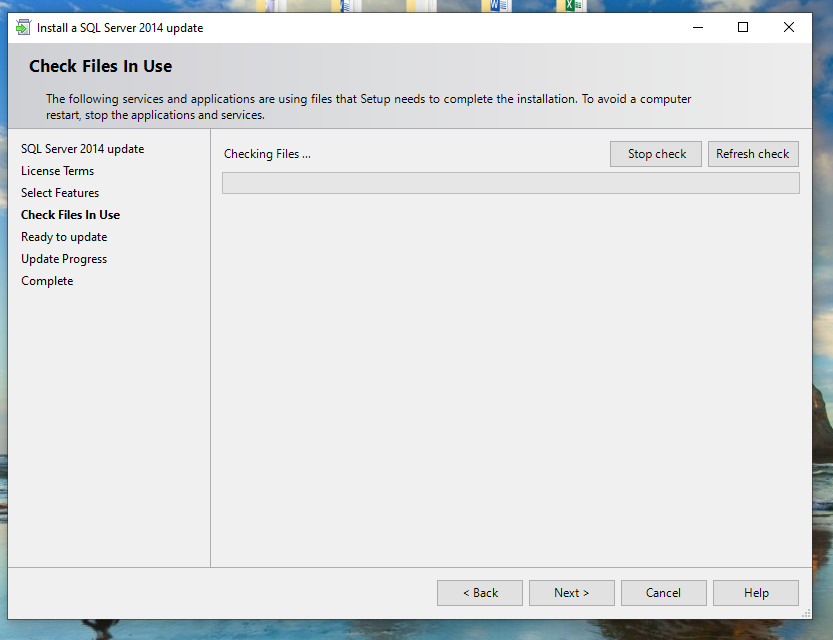 Install a SQL Server 2014 update
Check Files In Use
The following services and applications are using files that Setup needs to complete the installation. To avoid a computer
restart, stop the applications and services.
SQL Server 2014 update
License Terms
Select Features
Check Files In Use
Ready to update
Update Progress
Complete
Checking Files ...
Stop check
Refresh check
< Back
Next >
Cancel
Help